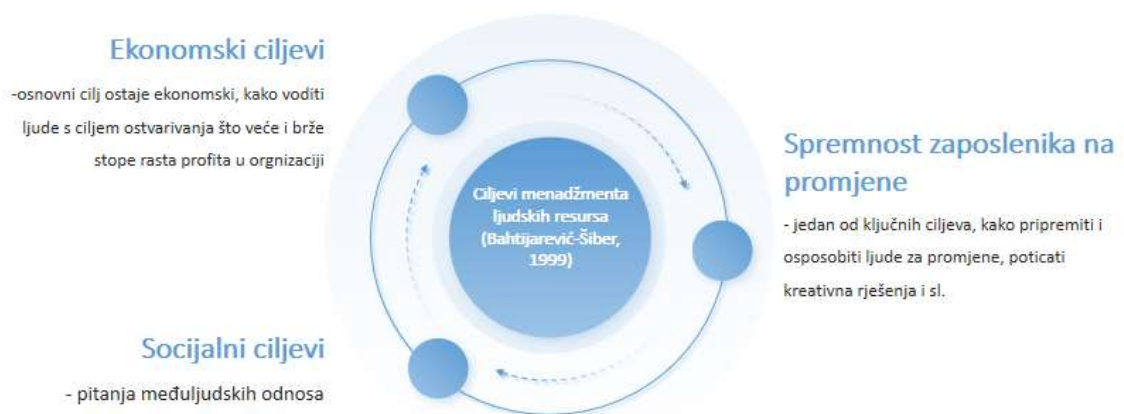 Ekonomski ciljevi
-osnovni cilj ostaje ekonomski, kako voditi
ljude s ciljem ostvarivanja što veće i brže
stope rasta profita u orgnizaciji
Ciljevi menadžmenta
ljudskih resursa
(Bahtijarević-Šiber,
1999)
Spremnost zaposlenika na
promjene
- jedan od ključnih ciljeva, kako pripremiti i
osposobiti ljude za promjene, poticati
kreativna rješenja i sl.
Socijalni ciljevi
- pitanja međuljudskih odnosa